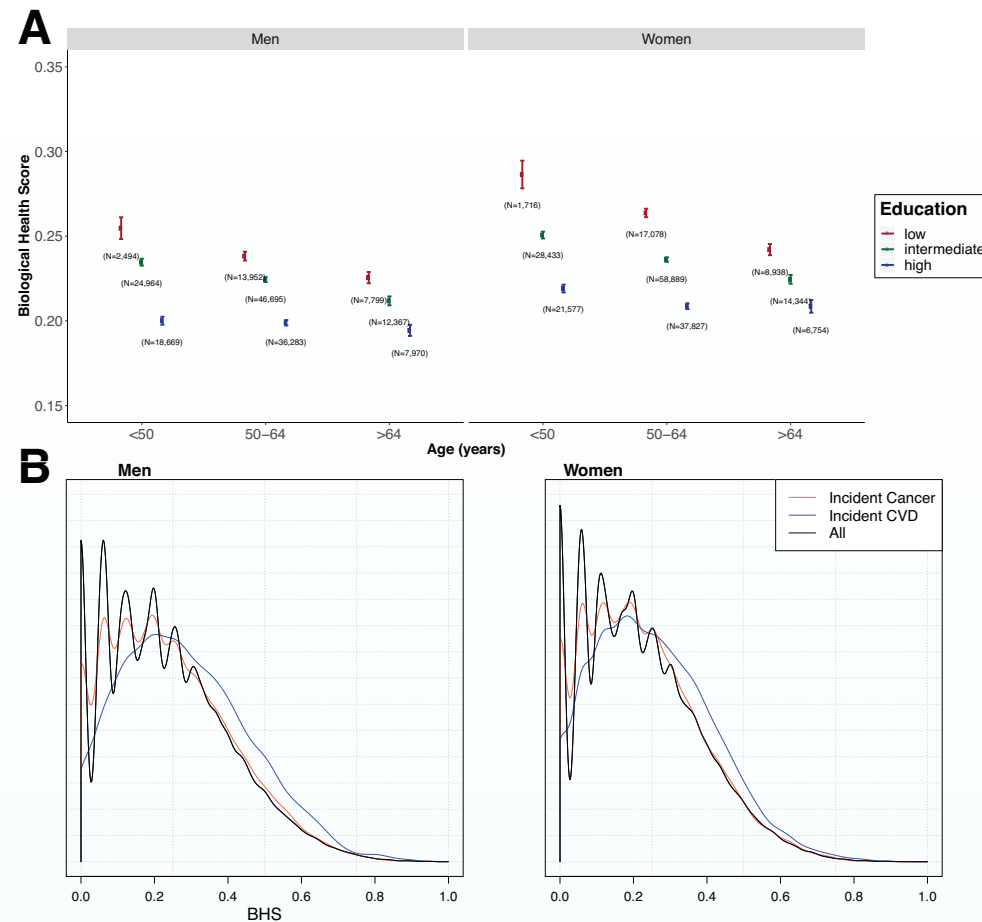 A
Men
Women
0.35
0.30
0.25
0.20
0.15
Biological Health Score
(N=2,494)
(N=24,964)
(N=18,669)
(N=13,952)
(N=46,695)
(N=36,283)
(N=7,799)
(N=12,367)
(N=7,970)
(N=1,716)
(N=28,433)
(N=21,577)
(N=17,078)
(N=58,889)
(N=37,827)
(N=8,938)
(N=14,344)
(N=6,754)
Education
low
intermediate
high
<50 50−64 >64 <50 50−64 >64
Age (years)
B
Men
Women
Incident Cancer
Incident CVD
All
0.0 0.2 0.4 0.6 0.8 1.0
0.0 0.2 0.4 0.6 0.8 1.0
BHS